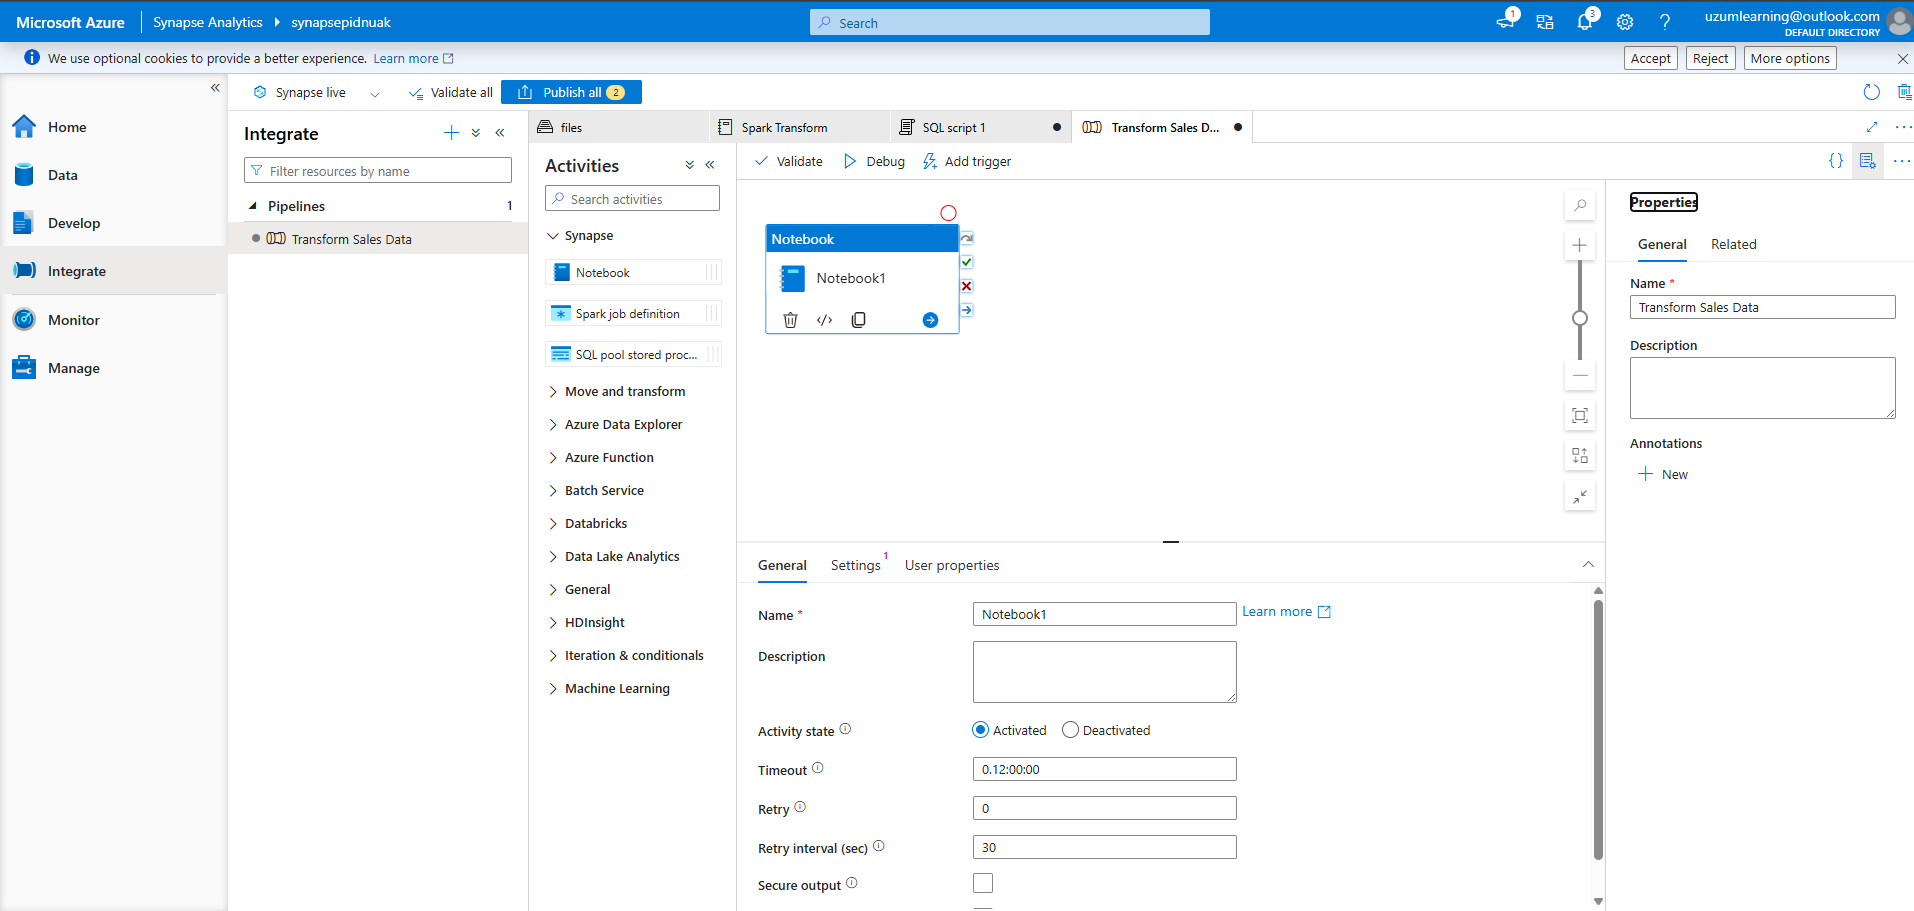 Microsoft Azure
Synapse Analytics
synapsepidnuak
Search
1
3
uzumlearning@outlook.com
DEFAULT DIRECTORY
We use optional cookies to provide a better experience. Learn more
Accept
Reject
More options
Synapse live
Validate all
Publish all 2
Home
Data
Develop
Integrate
Monitor
Manage
Integrate
Filter resources by name
Pipelines 1
Transform Sales Data
files
Spark Transform
SQL script 1
Transform Sales D...
Activities
Search activities
Synapse
Notebook
Spark job definition
SQL pool stored proc...
Move and transform
Azure Data Explorer
Azure Function
Batch Service
Databricks
Data Lake Analytics
General
HDInsight
Iteration & conditionals
Machine Learning
Validate
Debug
Add trigger
{}
Notebook
Notebook1
General
Settings 1
User properties
Name *
Notebook1
Learn more
Description
Activity state
Activated
Deactivated
Timeout
0.12:00:00
Retry
0
Retry interval (sec)
30
Secure output
Properties
General
Related
Name *
Transform Sales Data
Description
Annotations
New